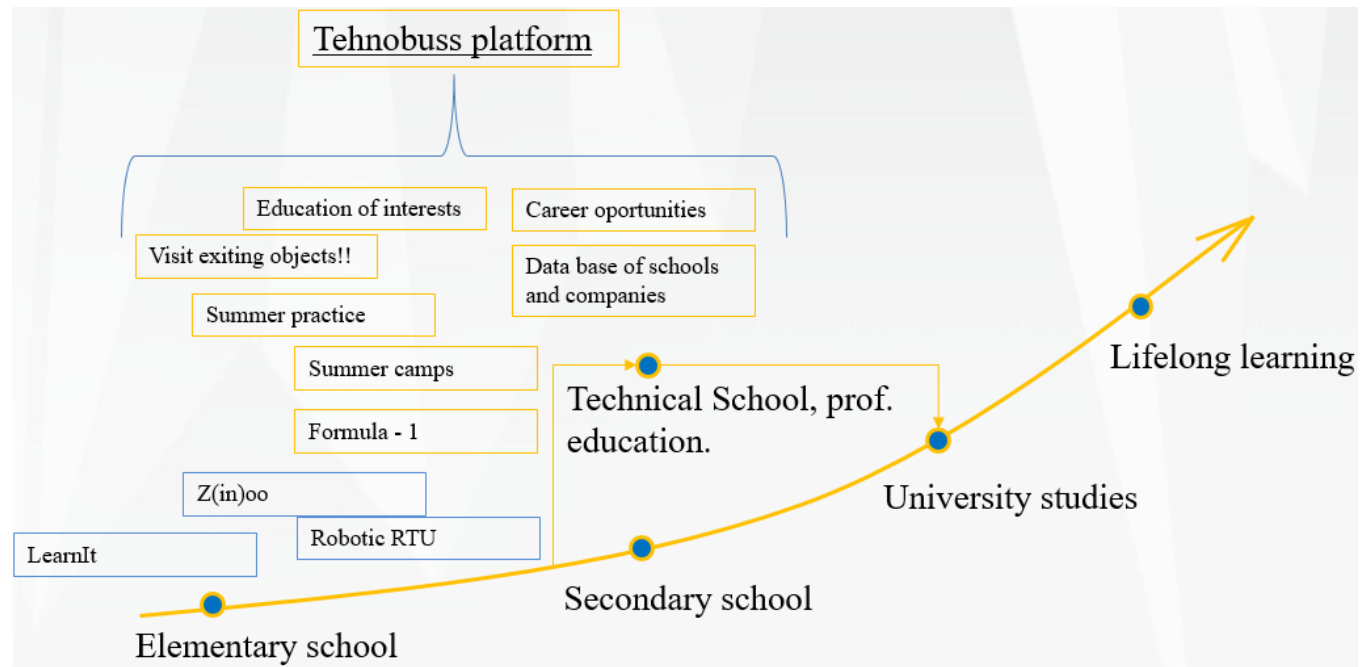 Tehnobuss platform
Education of interests
Career oportunities
Visit exiting objects!!
Data base of schools
and companies
Summer practice
Summer camps
Technical School, prof.
education.
Formula - 1
Z(in)oo
Robotic RTU
LearnIt
Lifelong learning
University studies
Secondary school
Elementary school